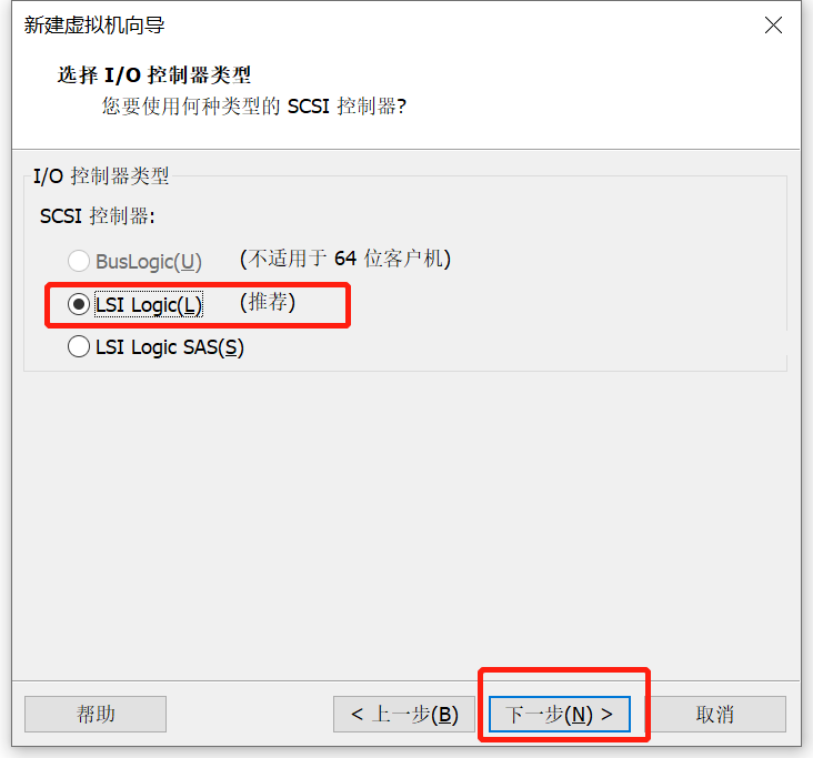 新建虚拟机向导
选择 I/O 控制器类型
您要使用何种类型的 SCSI 控制器?
I/O 控制器类型
SCSI 控制器:
BusLogic(U) (不适用于 64 位客户机)
LSI Logic(L) (推荐)
LSI Logic SAS(S)
帮助 < 上一步(B) 下一步(N) > 取消